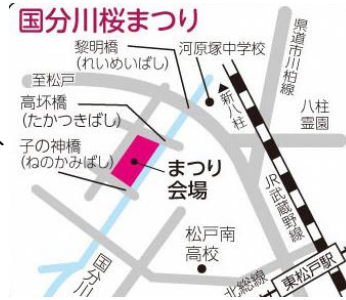 国分川桜まつり
黎明橋
(れいめいばし)
河原塚中学校
県道市川柏線
至松戸
▲新八柱
高坏橋
(たかつきばし)
八柱
霊園
子の神橋
(ねのかみばし)
まつり
会場
JR武蔵野線
松戸南
高校
国分川
北総線
東松戸駅